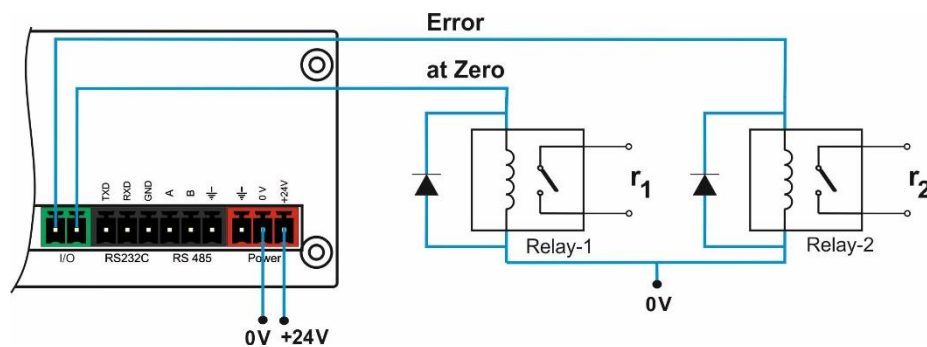 Error
at Zero
TXD
RXD
GND
A
B
0 V
+24V
I/O
RS232C
RS 485
Power
0V
+24V
r1
Relay-1
r2
Relay-2
0V